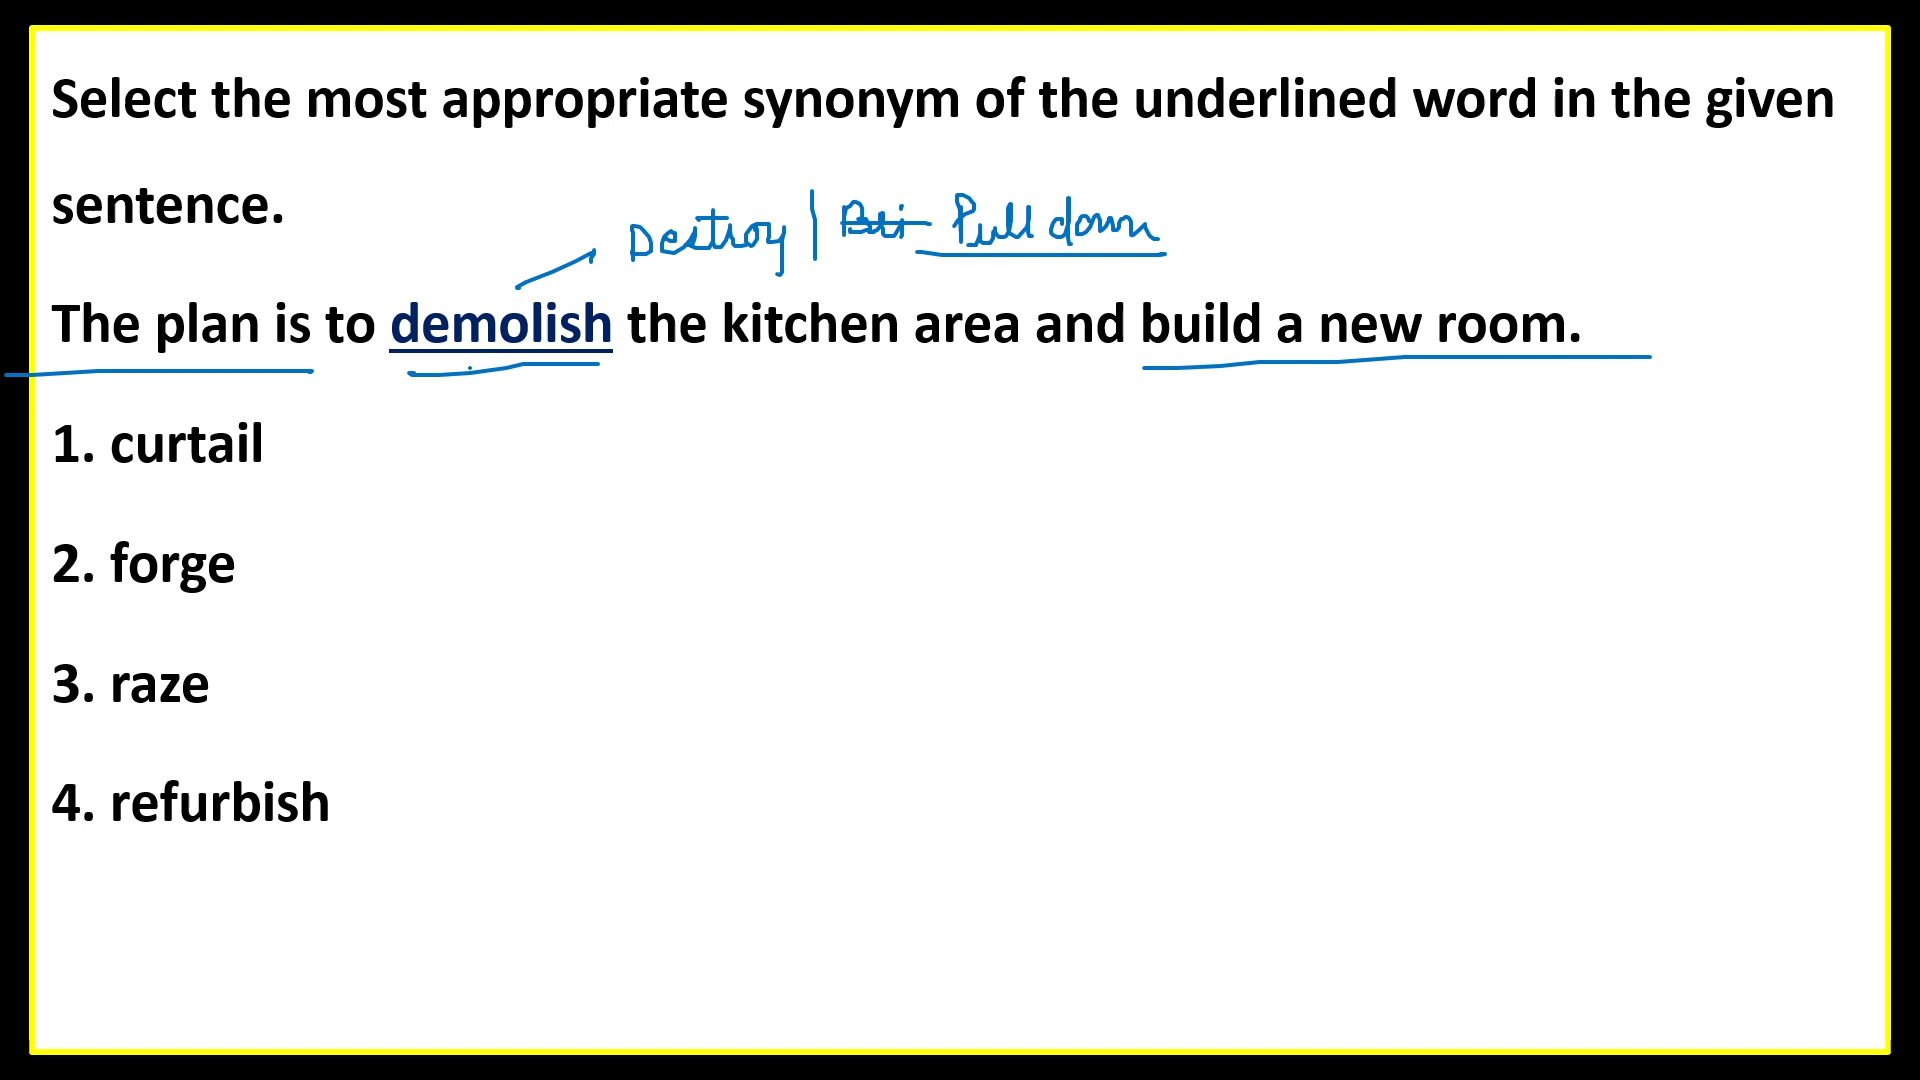 Select the most appropriate synonym of the underlined word in the given
sentence.
Destroy | Pull down
The plan is to demolish the kitchen area and build a new room.
1. curtail
2. forge
3. raze
4. refurbish